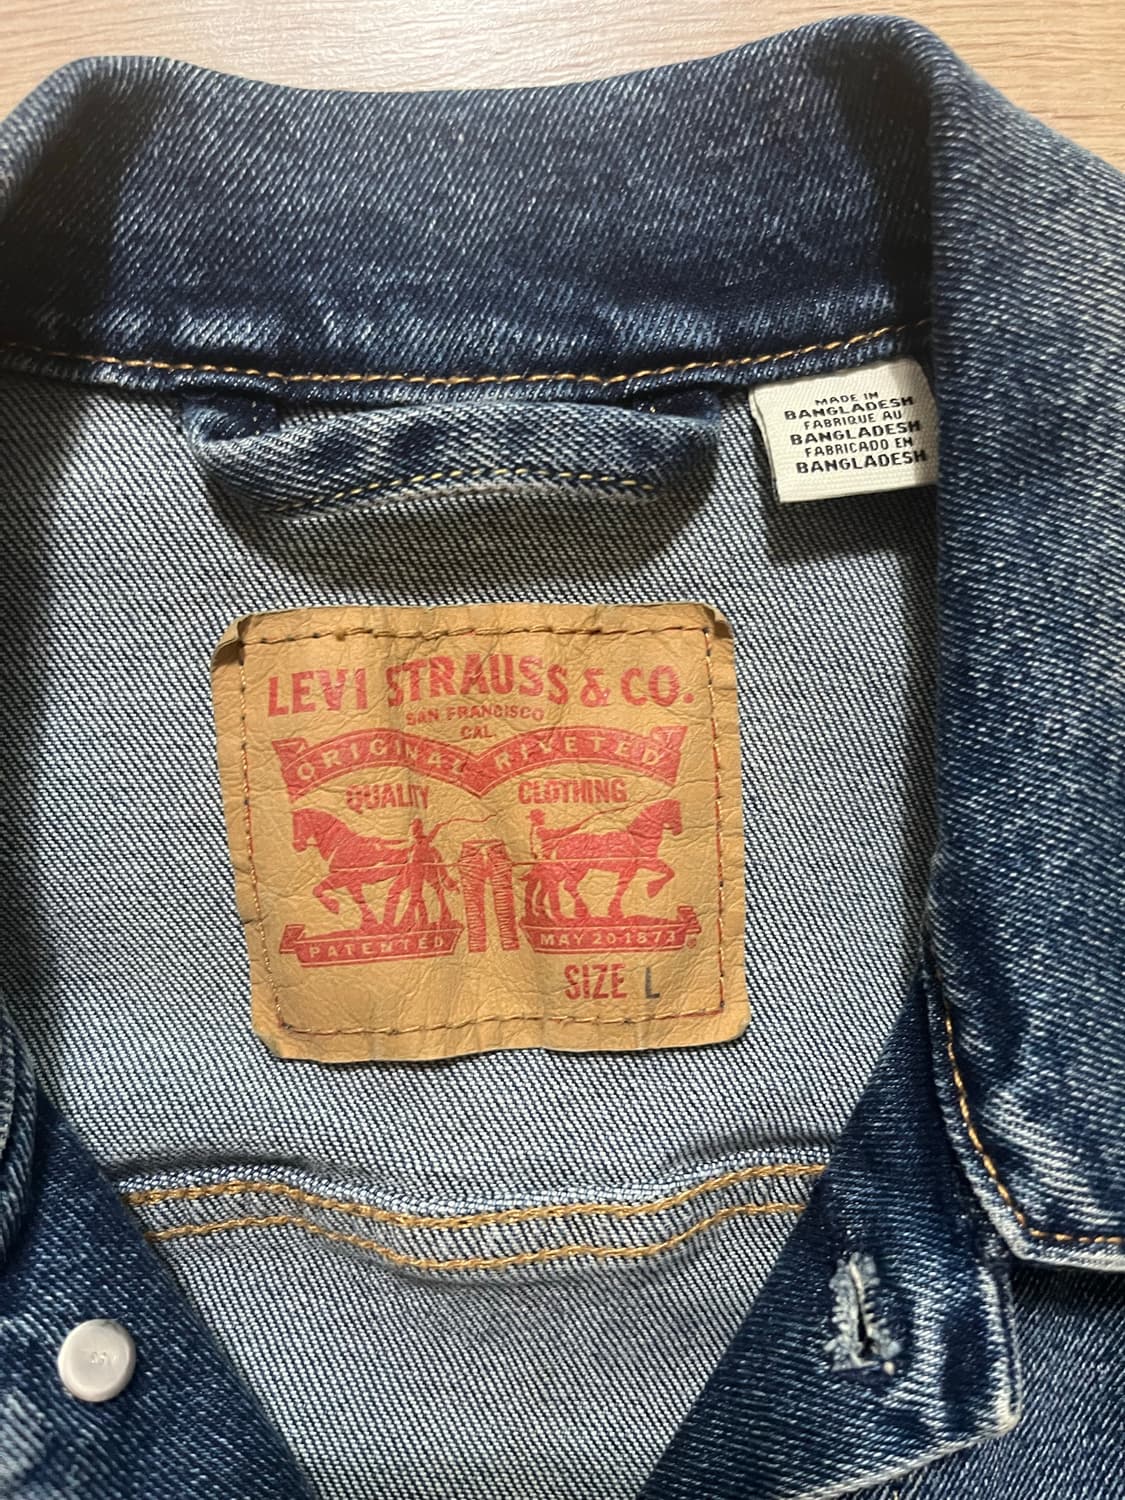 MADE IN
BANGLADESH
FABRIQUE AU
BANGLADESH
FABRICADO EN
BANGLADESH
LEVI STRAUSS & CO.
SAN FRANCISCO
CAL.
ORIGINAL RIVETED
QUALITY CLOTHING
PATENTED MAY 20 1873
SIZE L